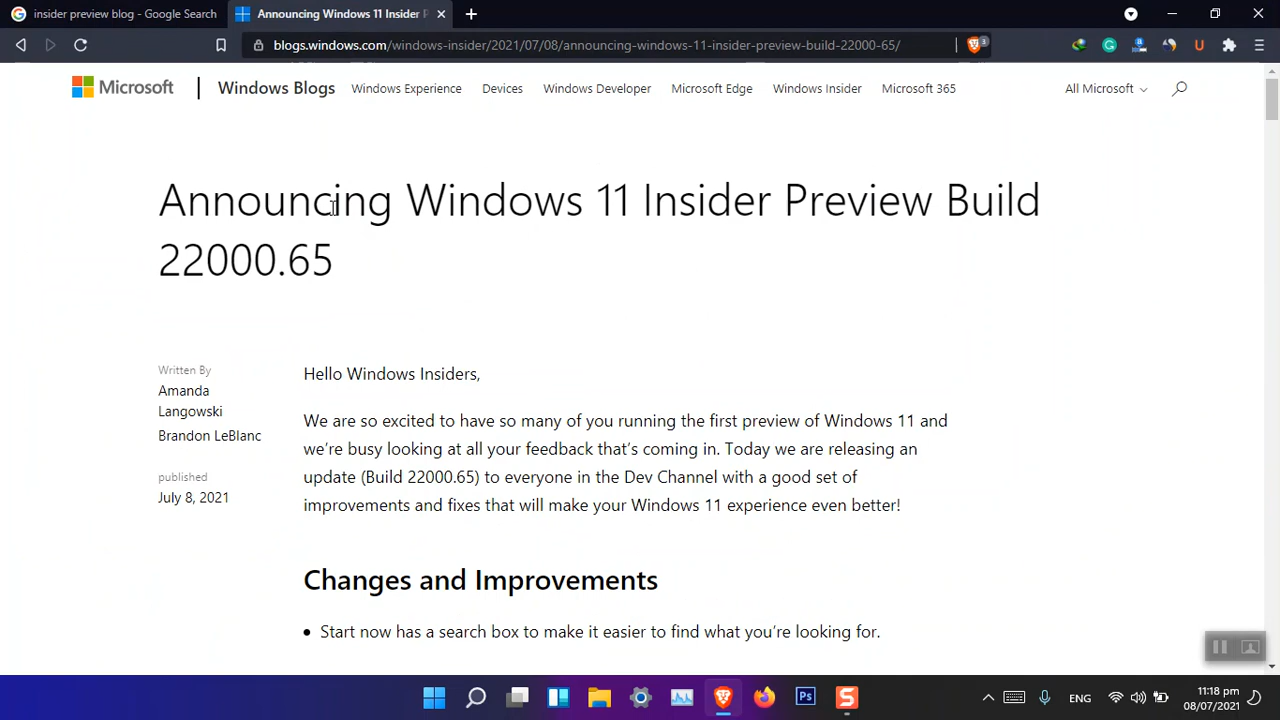 insider preview blog - Google Search
Announcing Windows 11 Insider P
blogs.windows.com/windows-insider/2021/07/08/announcing-windows-11-insider-preview-build-22000-65/
3
Microsoft
Windows Blogs
Windows Experience
Devices
Windows Developer
Microsoft Edge
Windows Insider
Microsoft 365
All Microsoft
Announcing Windows 11 Insider Preview Build
22000.65
Written By
Amanda
Langowski
Brandon LeBlanc
published
July 8, 2021
Hello Windows Insiders,
We are so excited to have so many of you running the first preview of Windows 11 and
we're busy looking at all your feedback that's coming in. Today we are releasing an
update (Build 22000.65) to everyone in the Dev Channel with a good set of
improvements and fixes that will make your Windows 11 experience even better!
Changes and Improvements
• Start now has a search box to make it easier to find what you're looking for.
Ps
S
ENG
11:18 pm
08/07/2021